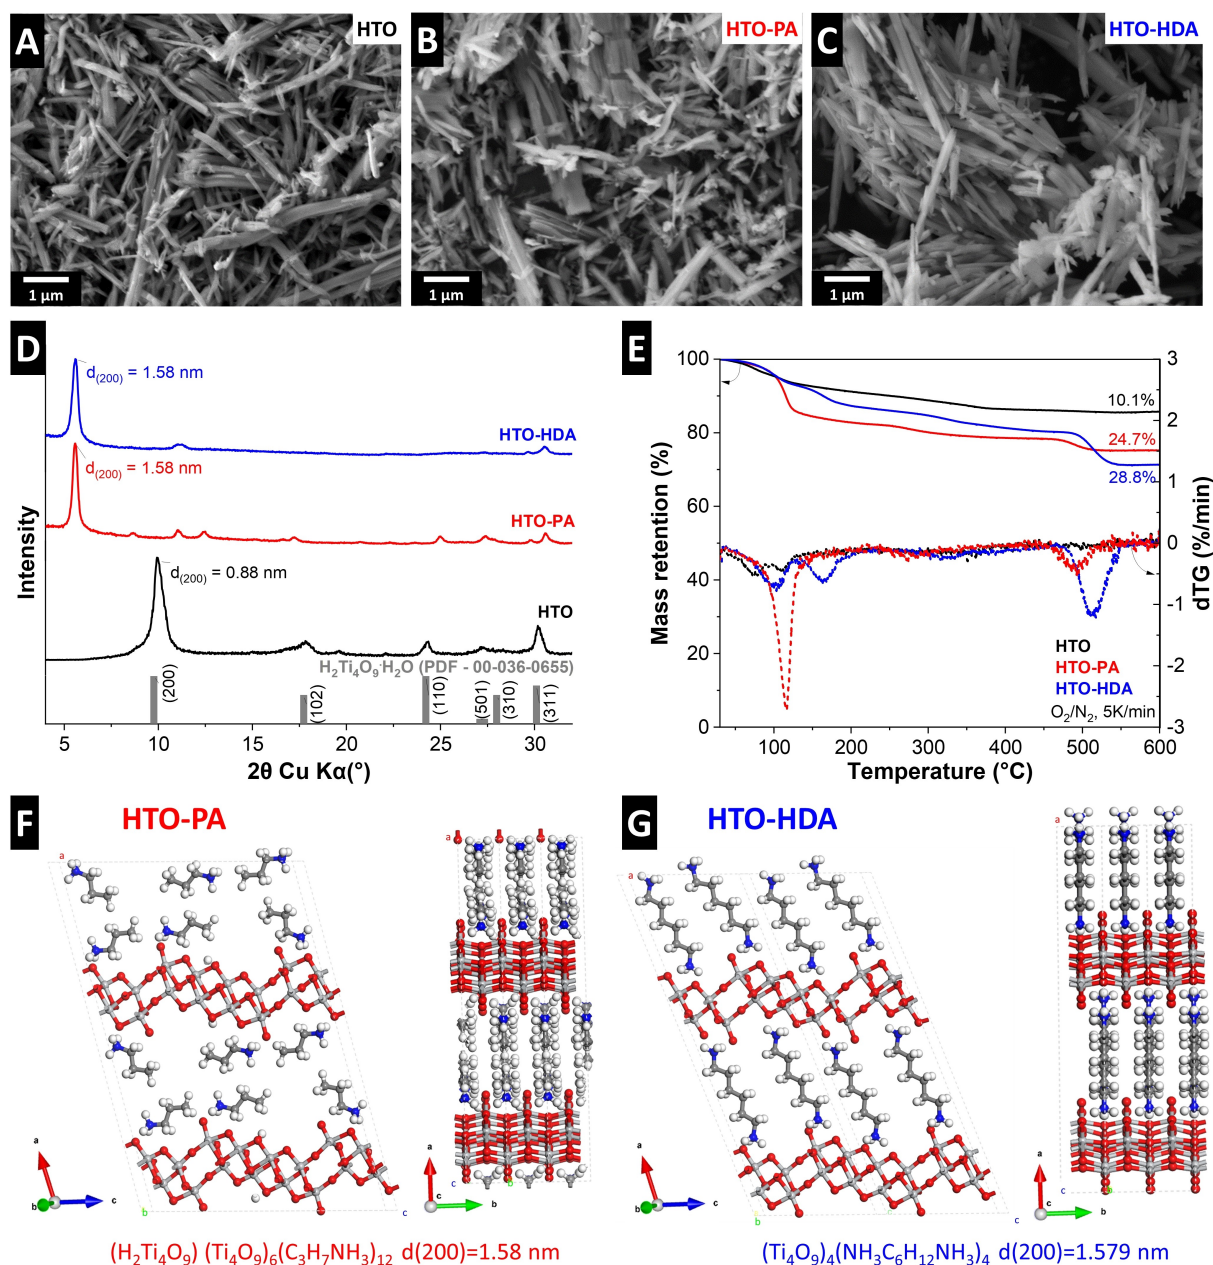 A
HTO
1 μm
B
HTO-PA
1 μm
C
HTO-HDA
1 μm
D
d(200) = 1.58 nm
HTO-HDA
d(200) = 1.58 nm
HTO-PA
d(200) = 0.88 nm
HTO
H2Ti4O9·H2O (PDF - 00-036-0655)
(200)
(102)
(110)
(501)
(310)
(311)
Intensity
5 10 15 20 25 30
2θ Cu Kα(°)
E
100
80
60
40
20
0
Mass retention (%)
3
2
1
0
-1
-2
-3
dTG (%/min)
10.1%
24.7%
28.8%
HTO
HTO-PA
HTO-HDA
O2/N2, 5K/min
100 200 300 400 500 600
Temperature (°C)
F
HTO-PA
a
b
c
a
b
c
a
c
b
a
c
b
(H2Ti4O9) (Ti4O9)6(C3H7NH3)12 d(200)=1.58 nm
G
HTO-HDA
a
b
c
a
b
c
a
c
b
a
c
b
(Ti4O9)4(NH3C6H12NH3)4 d(200)=1.579 nm